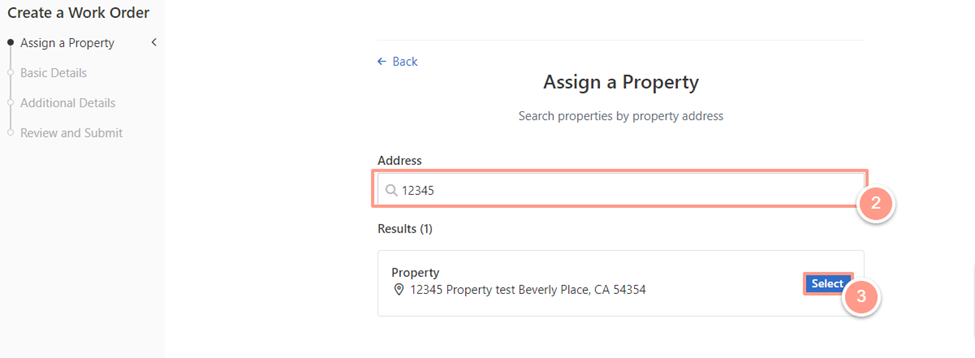 Create a Work Order
Assign a Property
Basic Details
Additional Details
Review and Submit
Back
Assign a Property
Search properties by property address
Address
12345
2
Results (1)
Property
12345 Property test Beverly Place, CA 54354
Select
3